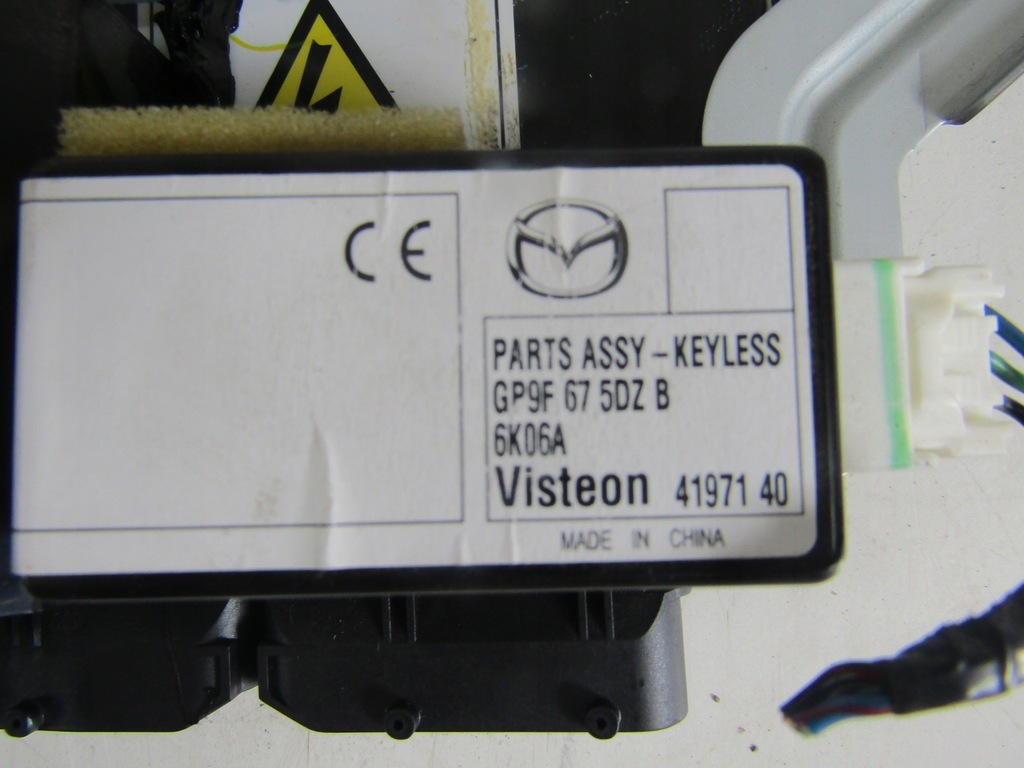 CE
PARTS ASSY - KEYLESS
GP9F 67 5DZ B
6K06A
Visteon 41971 40
MADE IN CHINA